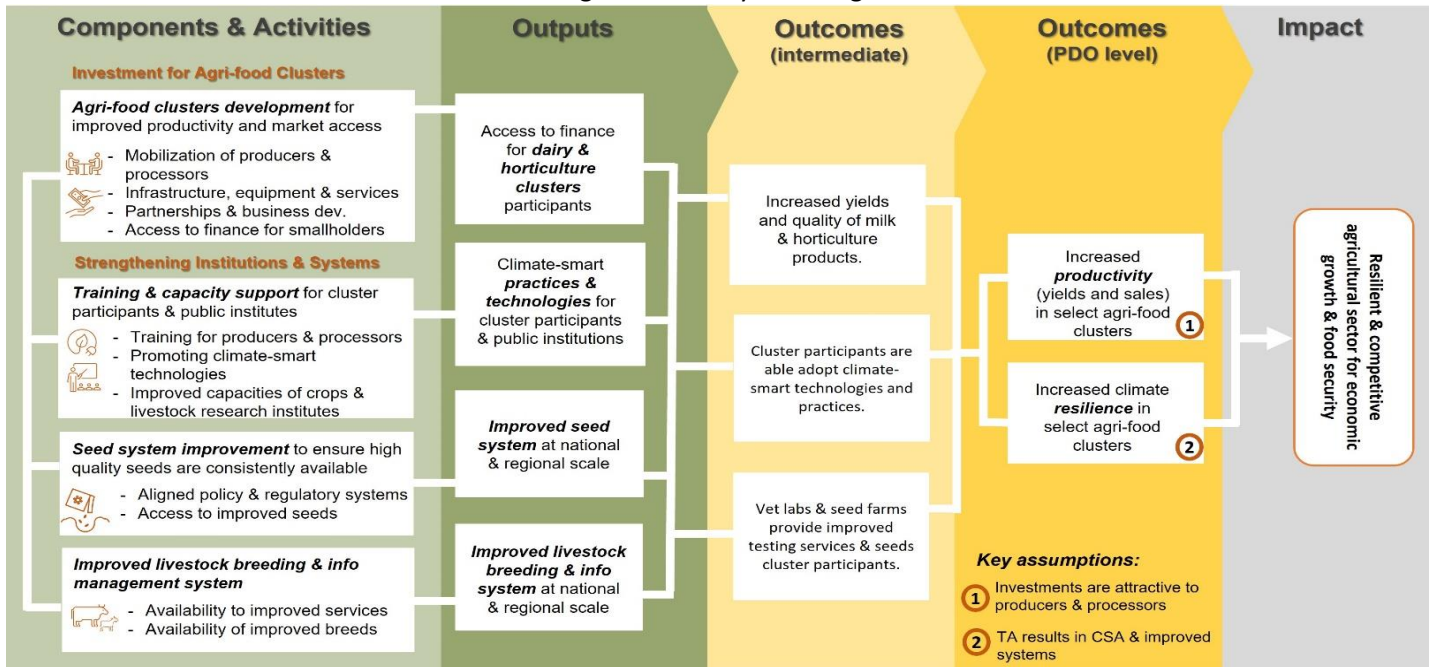 Components & Activities
Investment for Agri-food Clusters
Agri-food clusters development for
improved productivity and market access
- Mobilization of producers &
processors
- Infrastructure, equipment & services
- Partnerships & business dev.
- Access to finance for smallholders
Strengthening Institutions & Systems
Training & capacity support for cluster
participants & public institutes
- Training for producers & processors
- Promoting climate-smart
technologies
- Improved capacities of crops &
livestock research institutes
Seed system improvement to ensure high
quality seeds are consistently available
- Aligned policy & regulatory systems
- Access to improved seeds
Improved livestock breeding & info
management system
- Availability to improved services
- Availability of improved breeds
Outputs
Access to finance
for dairy &
horticulture
clusters
participants
Climate-smart
practices &
technologies for
cluster participants
& public institutions
Improved seed
system at national
& regional scale
Improved livestock
breeding & info
system at national
& regional scale
Outcomes
(intermediate)
Increased yields
and quality of milk
& horticulture
products.
Cluster participants are
able adopt climate-
smart technologies and
practices.
Vet labs & seed farms
provide improved
testing services & seeds
cluster participants.
Outcomes
(PDO level)
Increased
productivity
(yields and sales)
in select agri-food
clusters
1
Increased climate
resilience in
select agri-food
clusters
2
Key assumptions:
1 Investments are attractive to
producers & processors
2 TA results in CSA & improved
systems
Impact
Resilient & competitive
agricultural sector for economic
growth & food security